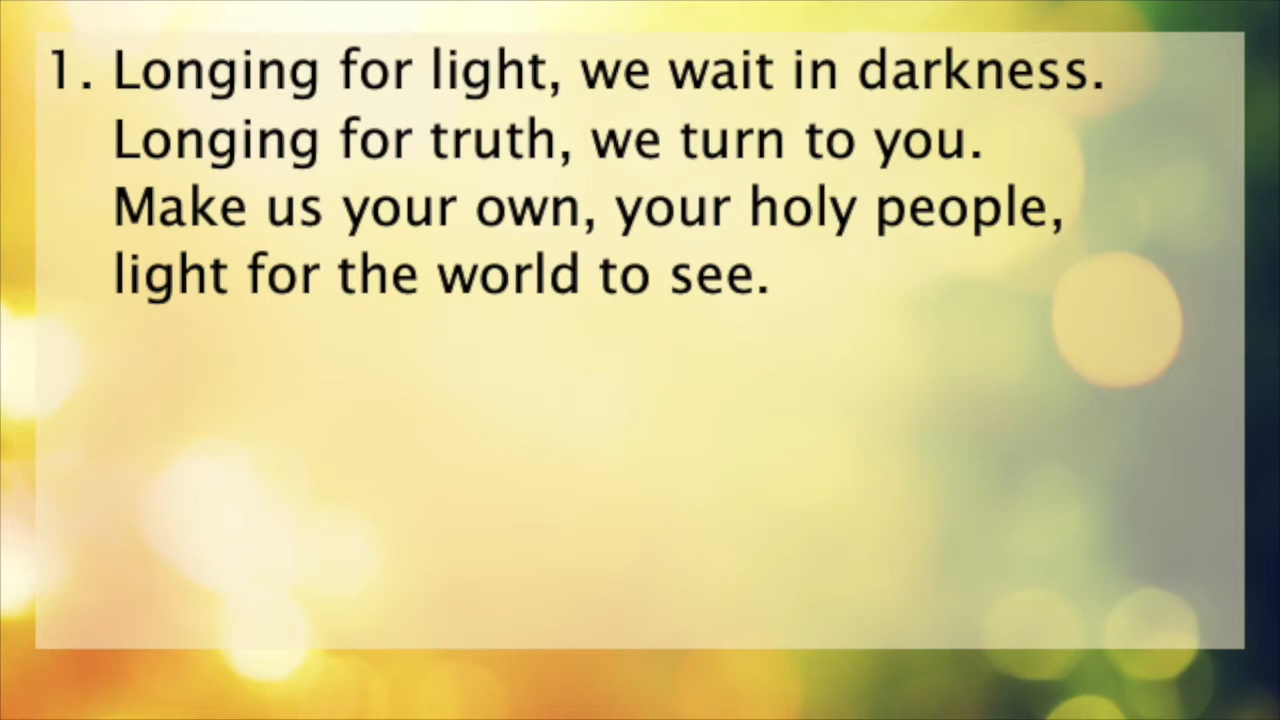 1. Longing for light, we wait in darkness.
Longing for truth, we turn to you.
Make us your own, your holy people,
light for the world to see.